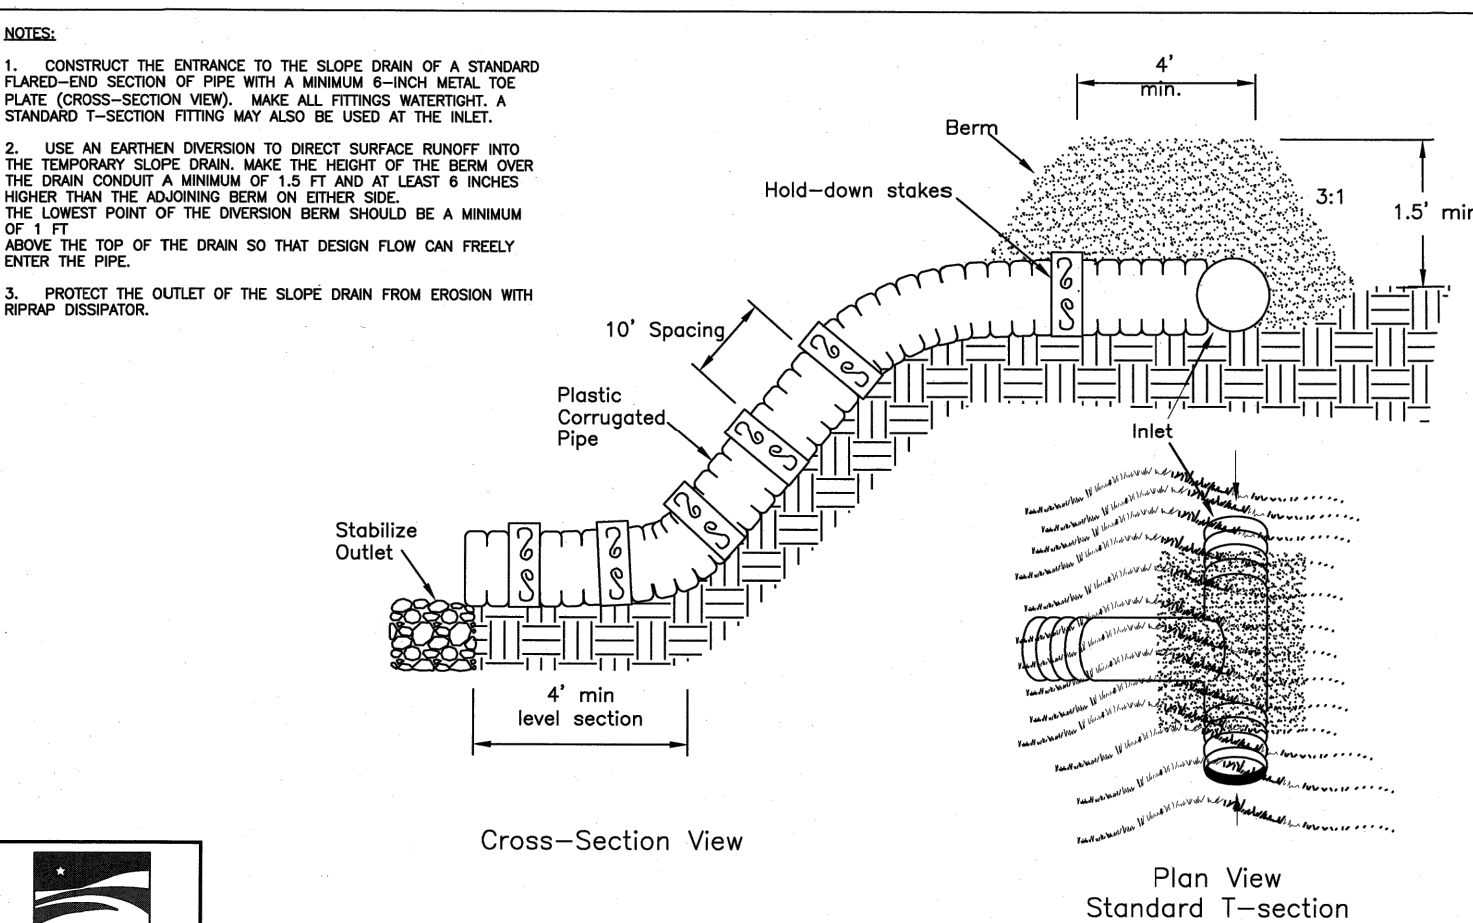 NOTES:
1. CONSTRUCT THE ENTRANCE TO THE SLOPE DRAIN OF A STANDARD
FLARED-END SECTION OF PIPE WITH A MINIMUM 6-INCH METAL TOE
PLATE (CROSS-SECTION VIEW). MAKE ALL FITTINGS WATERTIGHT. A
STANDARD T-SECTION FITTING MAY ALSO BE USED AT THE INLET.
2. USE AN EARTHEN DIVERSION TO DIRECT SURFACE RUNOFF INTO
THE TEMPORARY SLOPE DRAIN. MAKE THE HEIGHT OF THE BERM OVER
THE DRAIN CONDUIT A MINIMUM OF 1.5 FT AND AT LEAST 6 INCHES
HIGHER THAN THE ADJOINING BERM ON EITHER SIDE.
THE LOWEST POINT OF THE DIVERSION BERM SHOULD BE A MINIMUM
OF 1 FT
ABOVE THE TOP OF THE DRAIN SO THAT DESIGN FLOW CAN FREELY
ENTER THE PIPE.
3. PROTECT THE OUTLET OF THE SLOPE DRAIN FROM EROSION WITH
RIPRAP DISSIPATOR.
4'
min.
Berm
Hold-down stakes
3:1
1.5' min
10' Spacing
Plastic
Corrugated
Pipe
Inlet
Stabilize
Outlet
4' min
level section
Cross-Section View
Plan View
Standard T-section